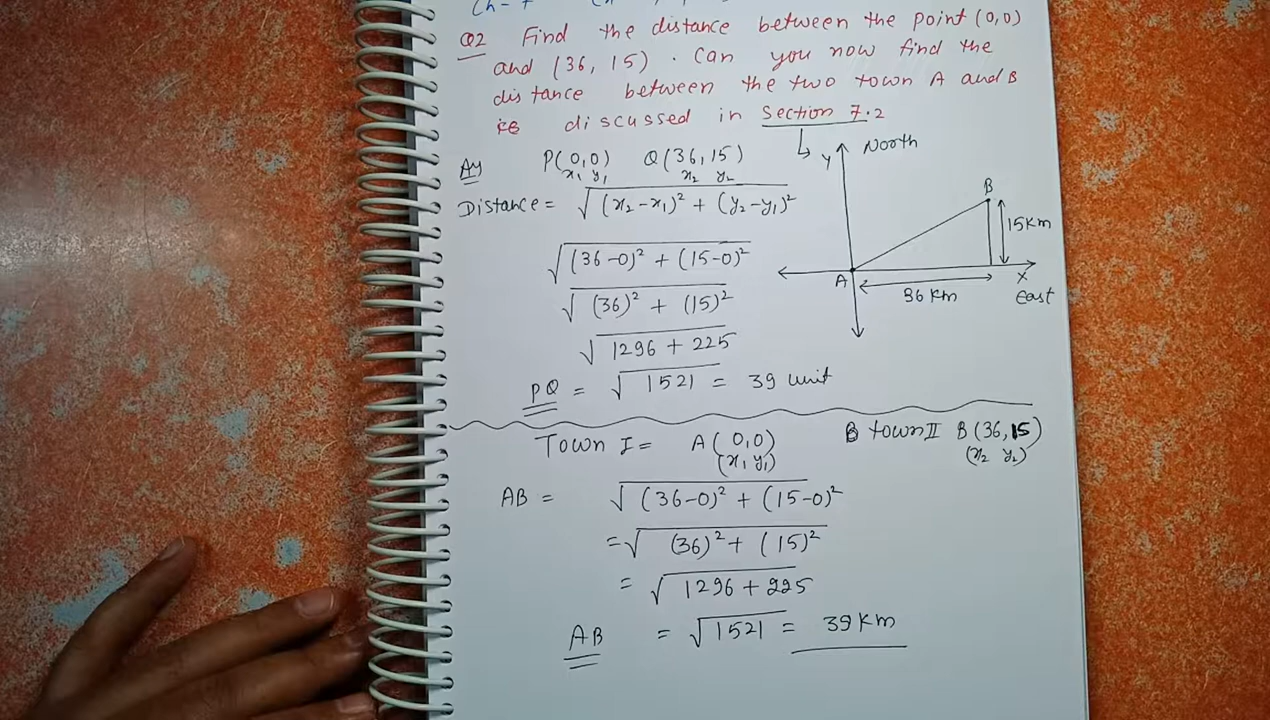 Q2 Find the distance between the point (0,0)
and (36, 15). Can you now find the
distance between the two town A and B
discussed in Section 7.2
P(0,0) Q(36,15)
x₁ y₁ x₂ y₂
Distance = √(x₂-x₁)² + (y₂-y₁)²
√(36-0)² + (15-0)²
√(36)² + (15)²
√1296 + 225
PQ = √1521 = 39 unit
Y North
B
15 Km
A
36 Km
X
East
Town I = A(0,0) B town II B(36,15)
(x₁ y₁) (x₂ y₂)
AB = √(36-0)² + (15-0)²
= √(36)² + (15)²
= √1296 + 225
AB = √1521 = 39 Km